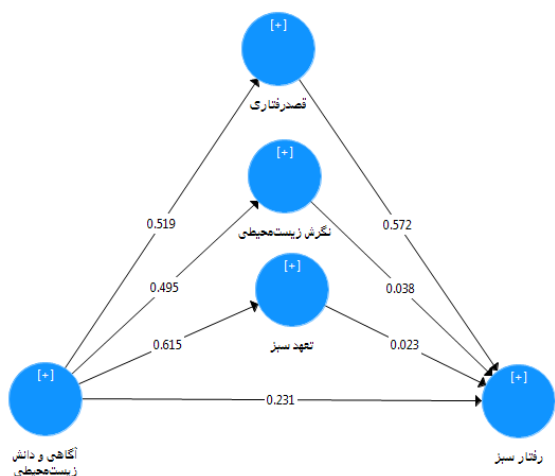 [+]
قصدرفتاری
[+]
0.519
0.572
نگرش زیست‌محیطی
[+]
0.495
0.038
0.615
تعهد سبز
0.023
[+]
0.231
[+]
آگاهی و دانش
زیست‌محیطی
رفتار سبز